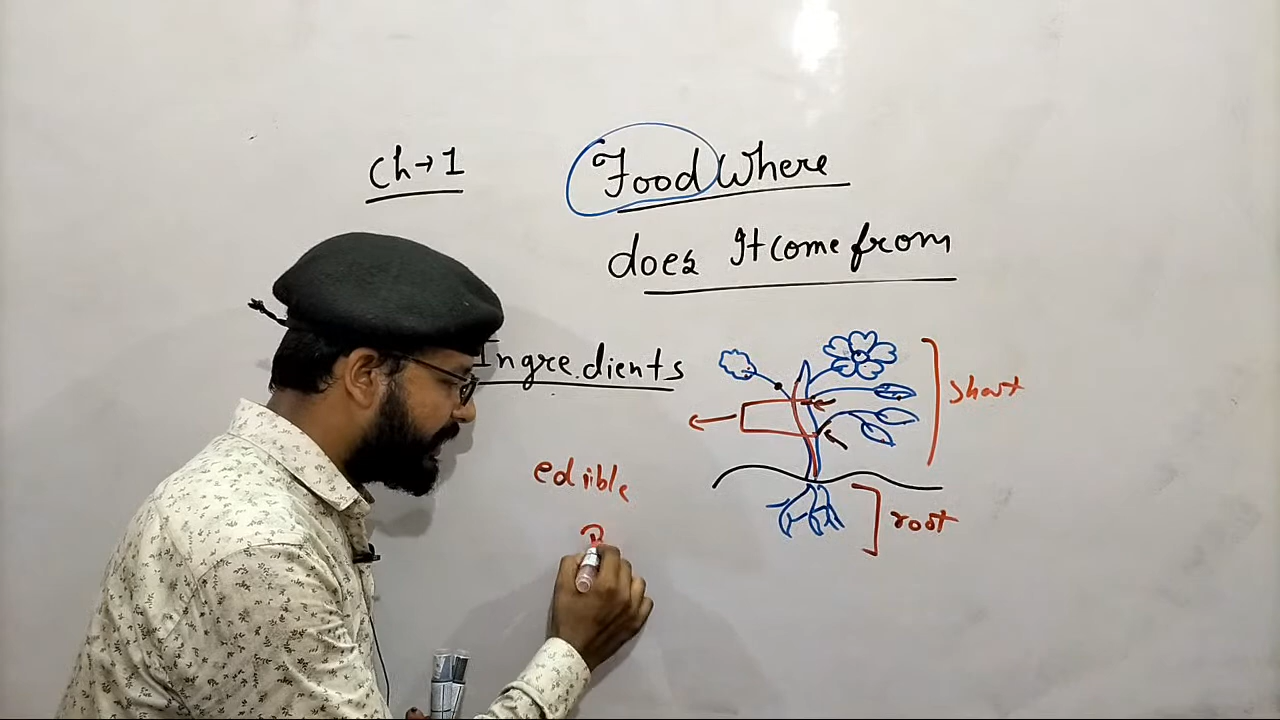 Ch→1
Food Where
does It come from
Ingredients
shoot
edible
root